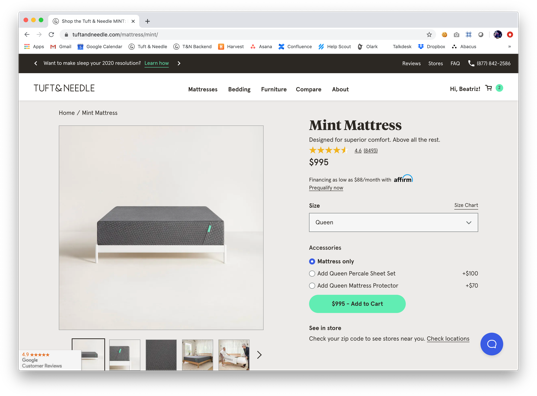 Shop the Tuft & Needle MINT
tuftandneedle.com/mattress/mint/
Apps Gmail Google Calendar Tuft & Needle T&N Backend Harvest Asana Confluence Help Scout Olark Talkdesk Dropbox Abacus
Want to make sleep your 2020 resolution? Learn how
Reviews Stores FAQ (877) 842-2586
TUFT&NEEDLE
Mattresses Bedding Furniture Compare About
Hi, Beatriz! 2
Home / Mint Mattress
Mint Mattress
Designed for superior comfort. Above all the rest.
4.6 (8495)
$995
Financing as low as $88/month with affirm
Prequalify now
Size Size Chart
Queen
Accessories
Mattress only
Add Queen Percale Sheet Set +$100
Add Queen Mattress Protector +$70
$995 - Add to Cart
See in store
Check your zip code to see stores near you. Check locations
4.9
Google
Customer Reviews